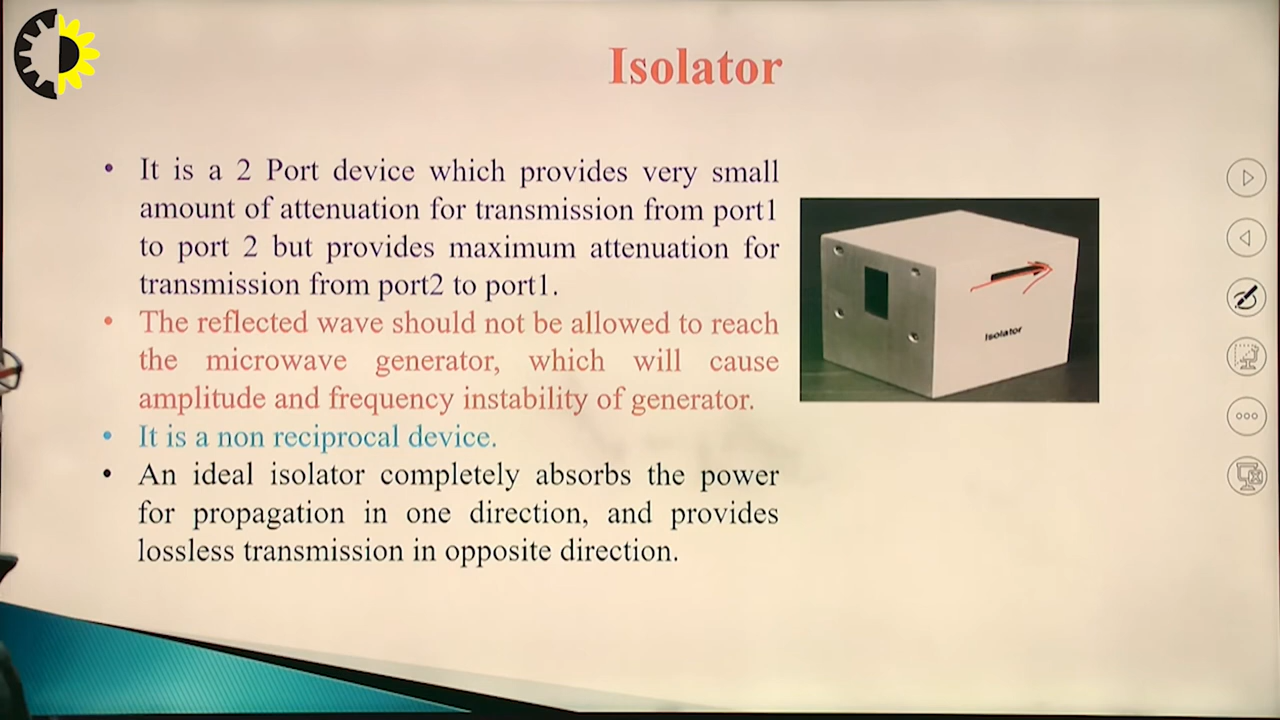 Isolator
• It is a 2 Port device which provides very small
amount of attenuation for transmission from port1
to port 2 but provides maximum attenuation for
transmission from port2 to port1.
• The reflected wave should not be allowed to reach
the microwave generator, which will cause
amplitude and frequency instability of generator.
• It is a non reciprocal device.
• An ideal isolator completely absorbs the power
for propagation in one direction, and provides
lossless transmission in opposite direction.
Isolator